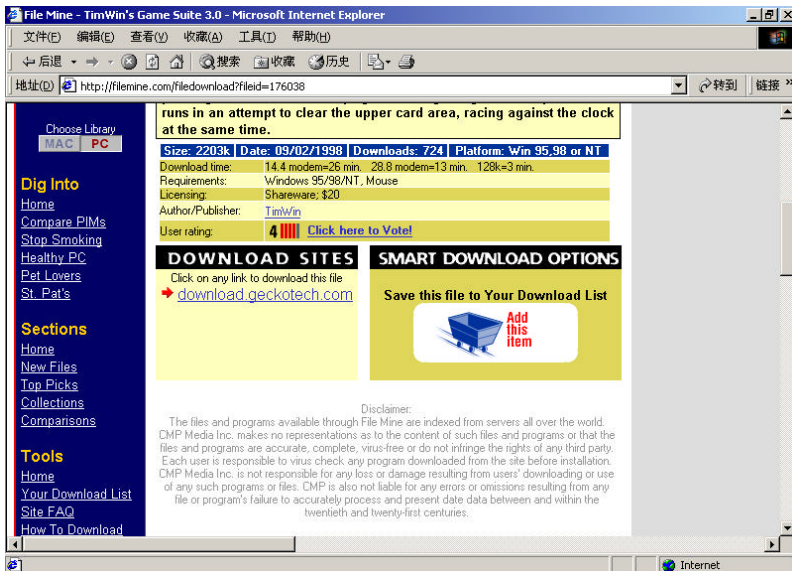 File Mine - TimWin's Game Suite 3.0 - Microsoft Internet Explorer
文件(F) 编辑(E) 查看(V) 收藏(A) 工具(T) 帮助(H)
后退 搜索 收藏 历史
地址(D) http://filemine.com/filedownload?fileid=176038 转到 链接 »
runs in an attempt to clear the upper card area, racing against the clock
at the same time.
Choose Library
MAC PC
Dig Into
Home
Compare PIMs
Stop Smoking
Healthy PC
Pet Lovers
St. Pat's
Sections
Home
New Files
Top Picks
Collections
Comparisons
Tools
Home
Your Download List
Site FAQ
How To Download
Size: 2203k | Date: 09/02/1998 | Downloads: 724 | Platform: Win 95,98 or NT
Download time: 14.4 modem=26 min. 28.8 modem=13 min. 128k=3 min.
Requirements: Windows 95/98/NT, Mouse
Licensing: Shareware; $20
Author/Publisher: TimWin
User rating: 4 Click here to Vote!
DOWNLOAD SITES
Click on any link to download this file
download.geckotech.com
SMART DOWNLOAD OPTIONS
Save this file to Your Download List
Add
this
item
Disclaimer:
The files and programs available through File Mine are indexed from servers all over the world.
CMP Media Inc. makes no representations as to the content of such files and programs or that the
files and programs are accurate, complete, virus-free or do not infringe the rights of any third party.
Each user is responsible to virus check any program downloaded from the site before installation.
CMP Media Inc. is not responsible for any loss or damage resulting from users' downloading or use
of any such programs or files. CMP is also not liable for any errors or omissions resulting from any
file or program's failure to accurately process and present date data between and within the
twentieth and twenty-first centuries.
Internet